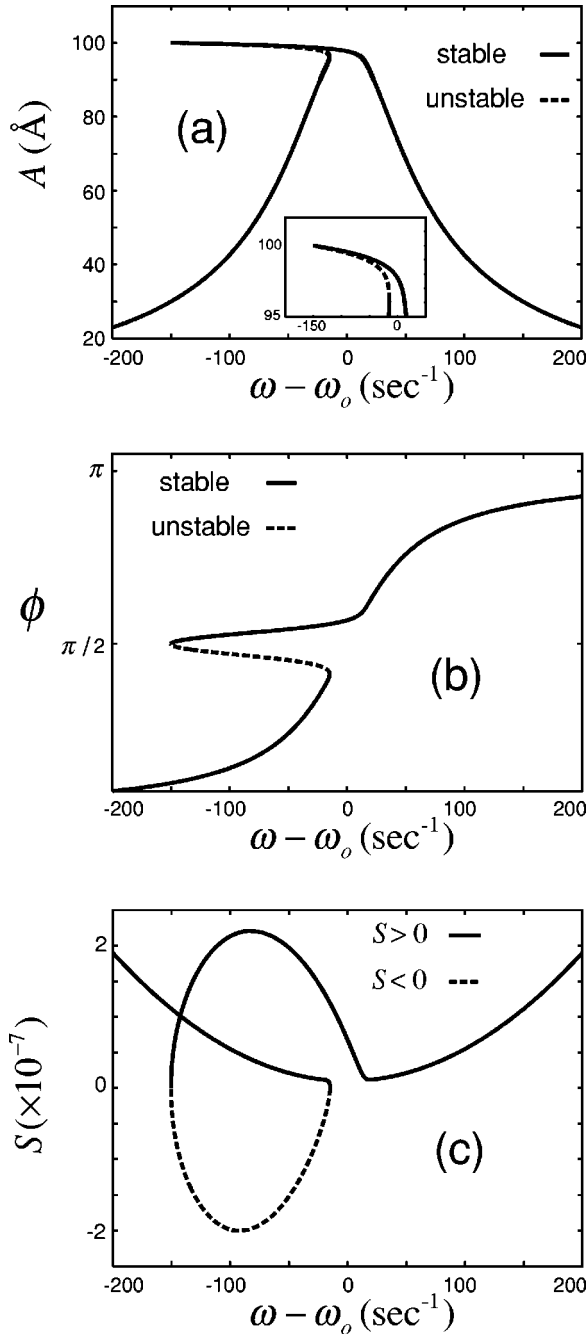 100
80
60
40
20
A (Å)
(a)
stable
unstable
100
95
-150 0
-200 -100 0 100 200
ω − ωₒ (sec⁻¹)
π
π/2
ϕ
stable
unstable
(b)
-200 -100 0 100 200
ω − ωₒ (sec⁻¹)
2
0
-2
S (×10⁻⁷)
S > 0
S < 0
(c)
-200 -100 0 100 200
ω − ωₒ (sec⁻¹)